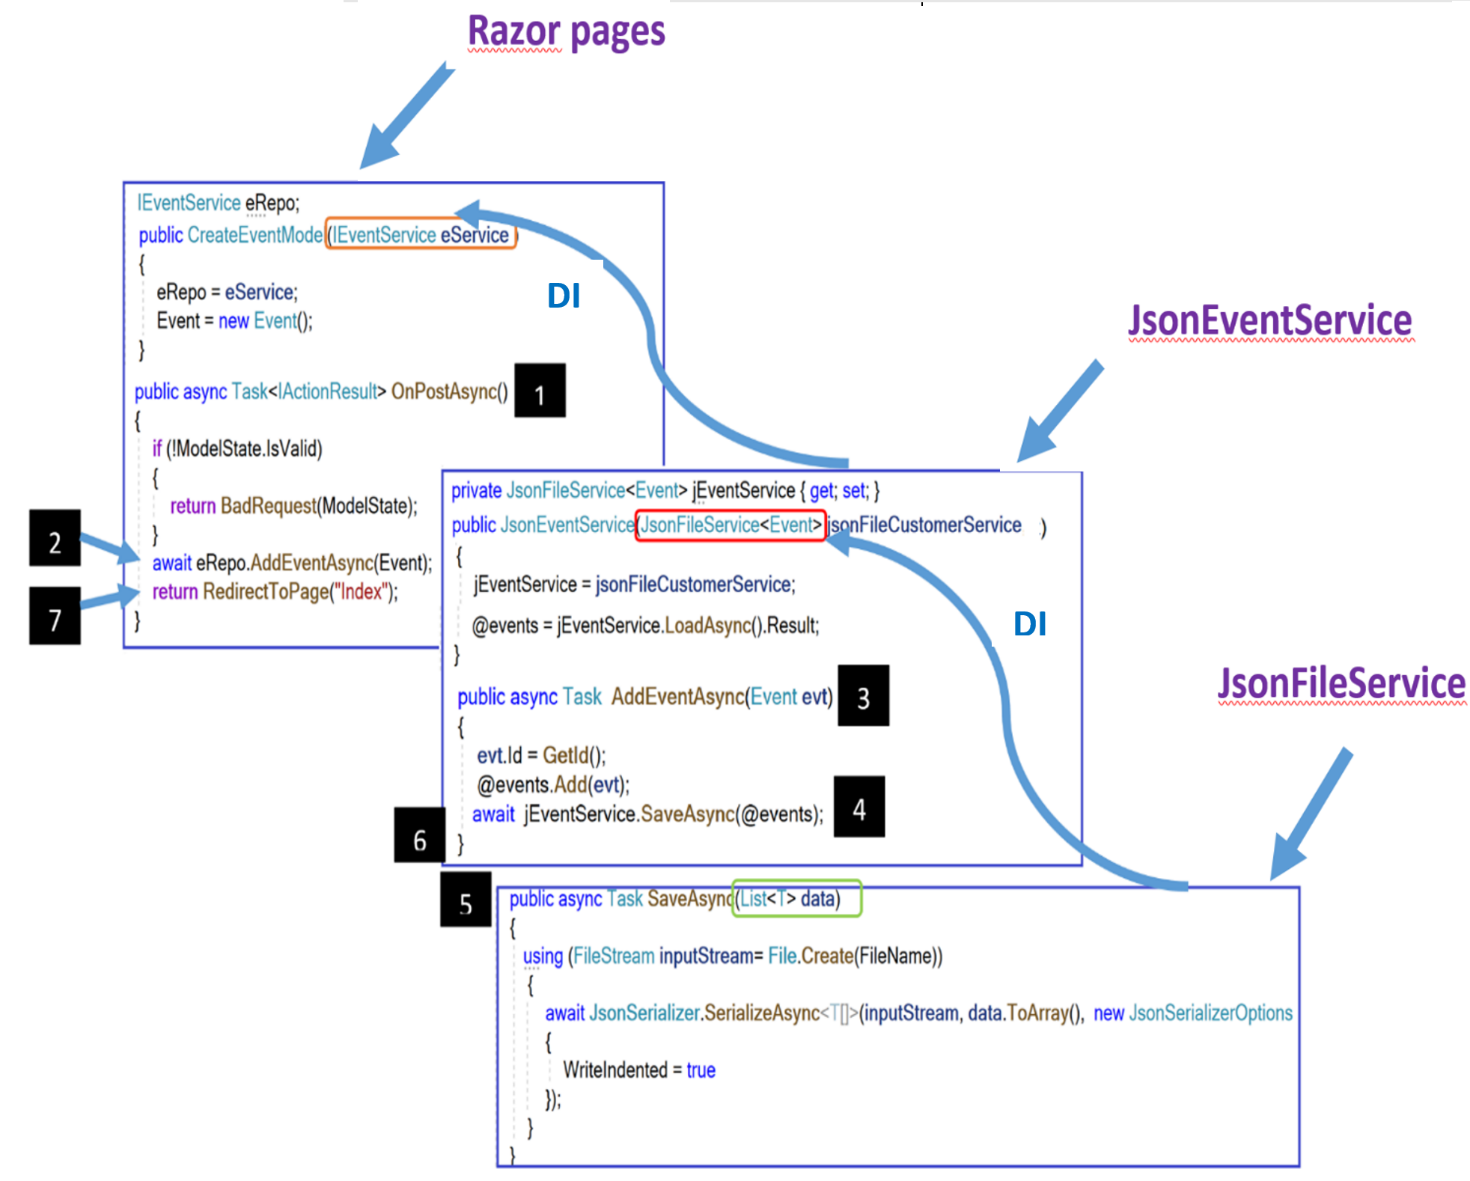 Razor pages
IEventService eRepo;
public CreateEventMode(IEventService eService )
{
eRepo = eService;
Event = new Event();
}
DI
public async Task<IActionResult> OnPostAsync()
1
{
if (!ModelState.IsValid)
{
return BadRequest(ModelState);
}
2
await eRepo.AddEventAsync(Event);
7
return RedirectToPage("Index");
}
JsonEventService
private JsonFileService<Event> jEventService { get; set; }
public JsonEventService(JsonFileService<Event> jsonFileCustomerService )
{
jEventService = jsonFileCustomerService;
@events = jEventService.LoadAsync().Result;
}
DI
public async Task AddEventAsync(Event evt)
3
{
evt.Id = GetId();
@events.Add(evt);
await jEventService.SaveAsync(@events);
4
6
}
JsonFileService
5
public async Task SaveAsync(List<T> data)
{
using (FileStream inputStream= File.Create(FileName))
{
await JsonSerializer.SerializeAsync<T[]>(inputStream, data.ToArray(), new JsonSerializerOptions
{
WriteIndented = true
});
}
}